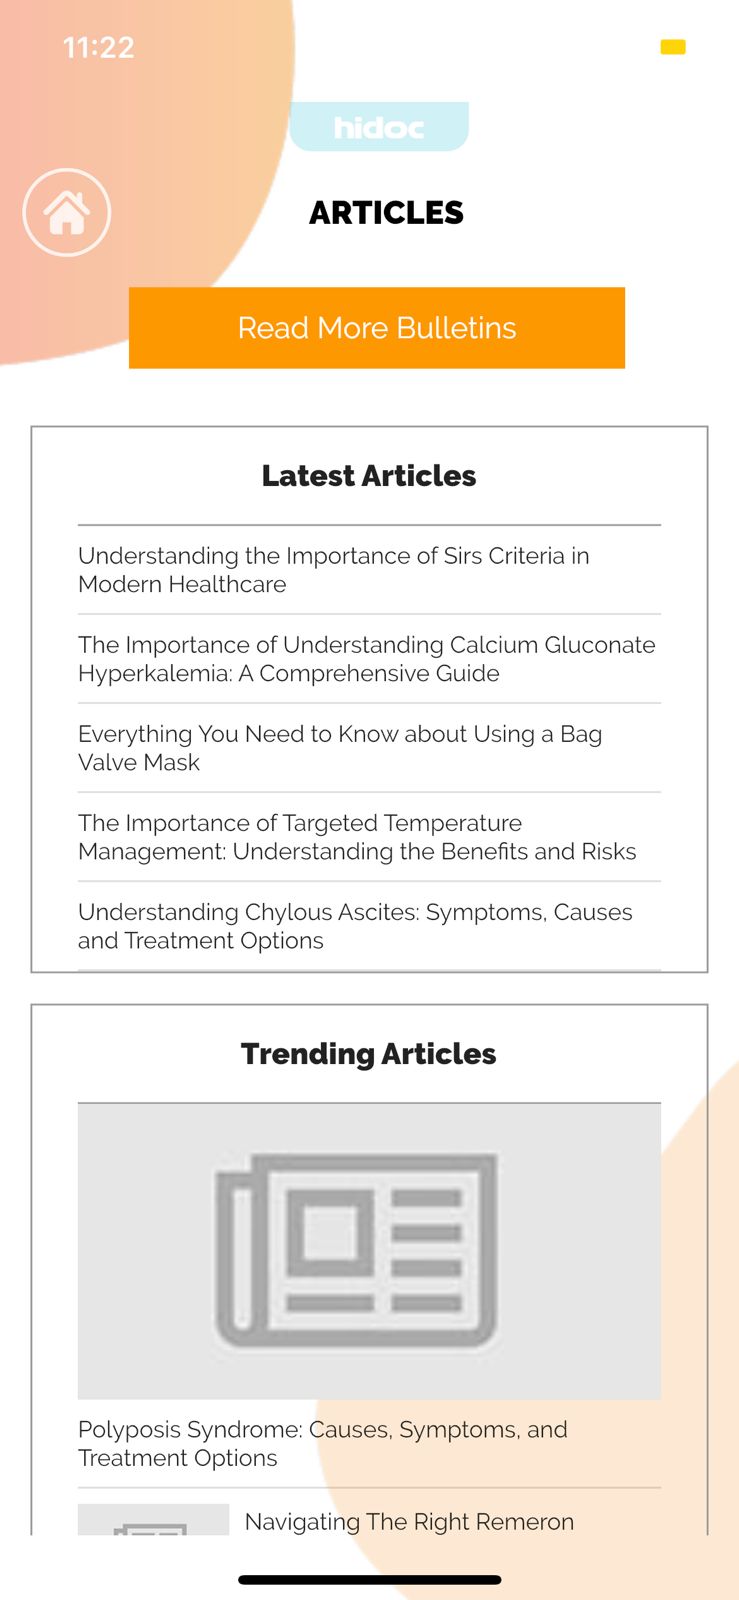 11:22
hidoc
ARTICLES
Read More Bulletins
Latest Articles
Understanding the Importance of Sirs Criteria in
Modern Healthcare
The Importance of Understanding Calcium Gluconate
Hyperkalemia: A Comprehensive Guide
Everything You Need to Know about Using a Bag
Valve Mask
The Importance of Targeted Temperature
Management: Understanding the Benefits and Risks
Understanding Chylous Ascites: Symptoms, Causes
and Treatment Options
Trending Articles
Polyposis Syndrome: Causes, Symptoms, and
Treatment Options
Navigating The Right Remeron